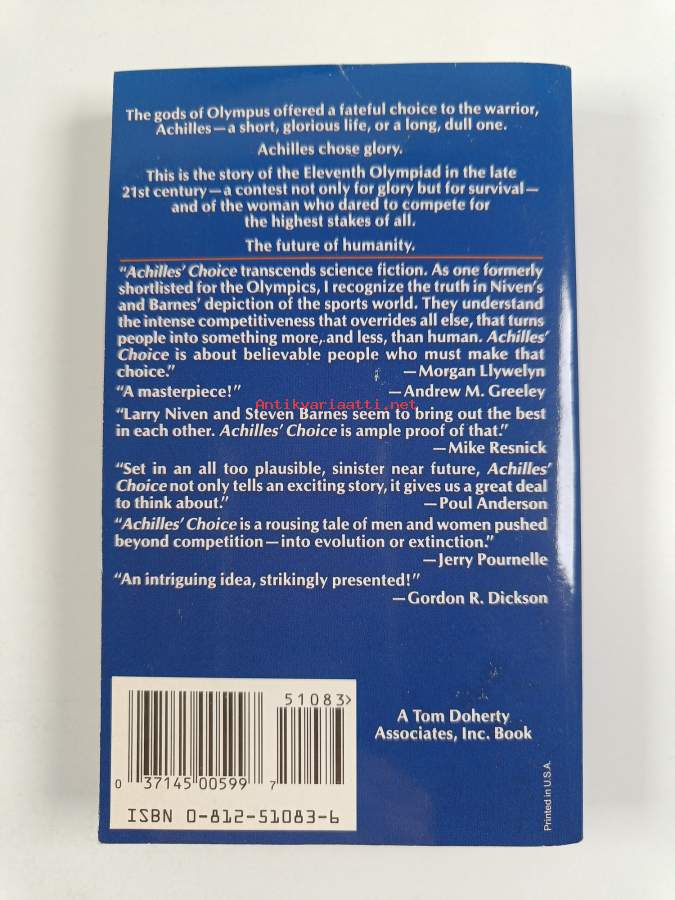 The gods of Olympus offered a fateful choice to the warrior,
Achilles—a short, glorious life, or a long, dull one.
Achilles chose glory.
This is the story of the Eleventh Olympiad in the late
21st century—a contest not only for glory but for survival—
and of the woman who dared to compete for
the highest stakes of all.
The future of humanity.
"Achilles' Choice transcends science fiction. As one formerly
shortlisted for the Olympics, I recognize the truth in Niven's
and Barnes' depiction of the sports world. They understand
the intense competitiveness that overrides all else, that turns
people into something more, and less, than human. Achilles'
Choice is about believable people who must make that
choice." —Morgan Llywelyn
"A masterpiece!" —Andrew M. Greeley
Antikvariaatti.net
"Larry Niven and Steven Barnes seem to bring out the best
in each other. Achilles' Choice is ample proof of that."
—Mike Resnick
"Set in an all too plausible, sinister near future, Achilles'
Choice not only tells an exciting story, it gives us a great deal
to think about." —Poul Anderson
"Achilles' Choice is a rousing tale of men and women pushed
beyond competition—into evolution or extinction."
—Jerry Pournelle
"An intriguing idea, strikingly presented!"
—Gordon R. Dickson
51083>
0 37145 00599 7
ISBN 0-812-51083-6
A Tom Doherty
Associates, Inc. Book
Printed in U.S.A.